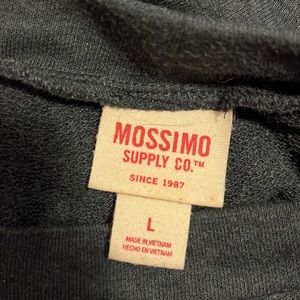 MOSSIMO
SUPPLY CO.™
SINCE 1987
L
MADE IN VIETNAM
HECHO EN VIETNAM